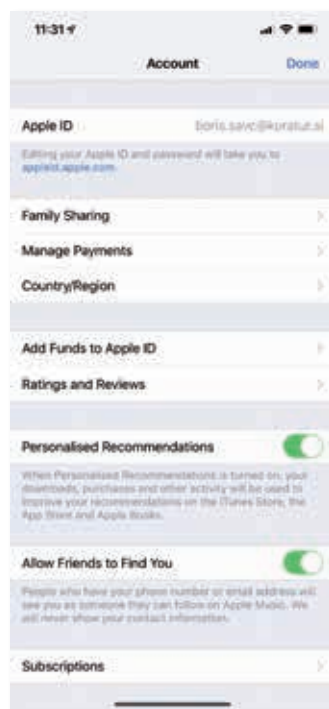 11:31
Account
Done
Apple ID
boris.savc@kuratut.si
Editing your Apple ID and password will take you to
appleid.apple.com.
Family Sharing
Manage Payments
Country/Region
Add Funds to Apple ID
Ratings and Reviews
Personalised Recommendations
When Personalised Recommendations is turned on, your
downloads, purchases and other activity will be used to
improve your recommendations on the iTunes Store, the
App Store and Apple Books.
Allow Friends to Find You
People who have your phone number or email address will
see you as someone they can follow on Apple Music. We
will never show your contact information.
Subscriptions